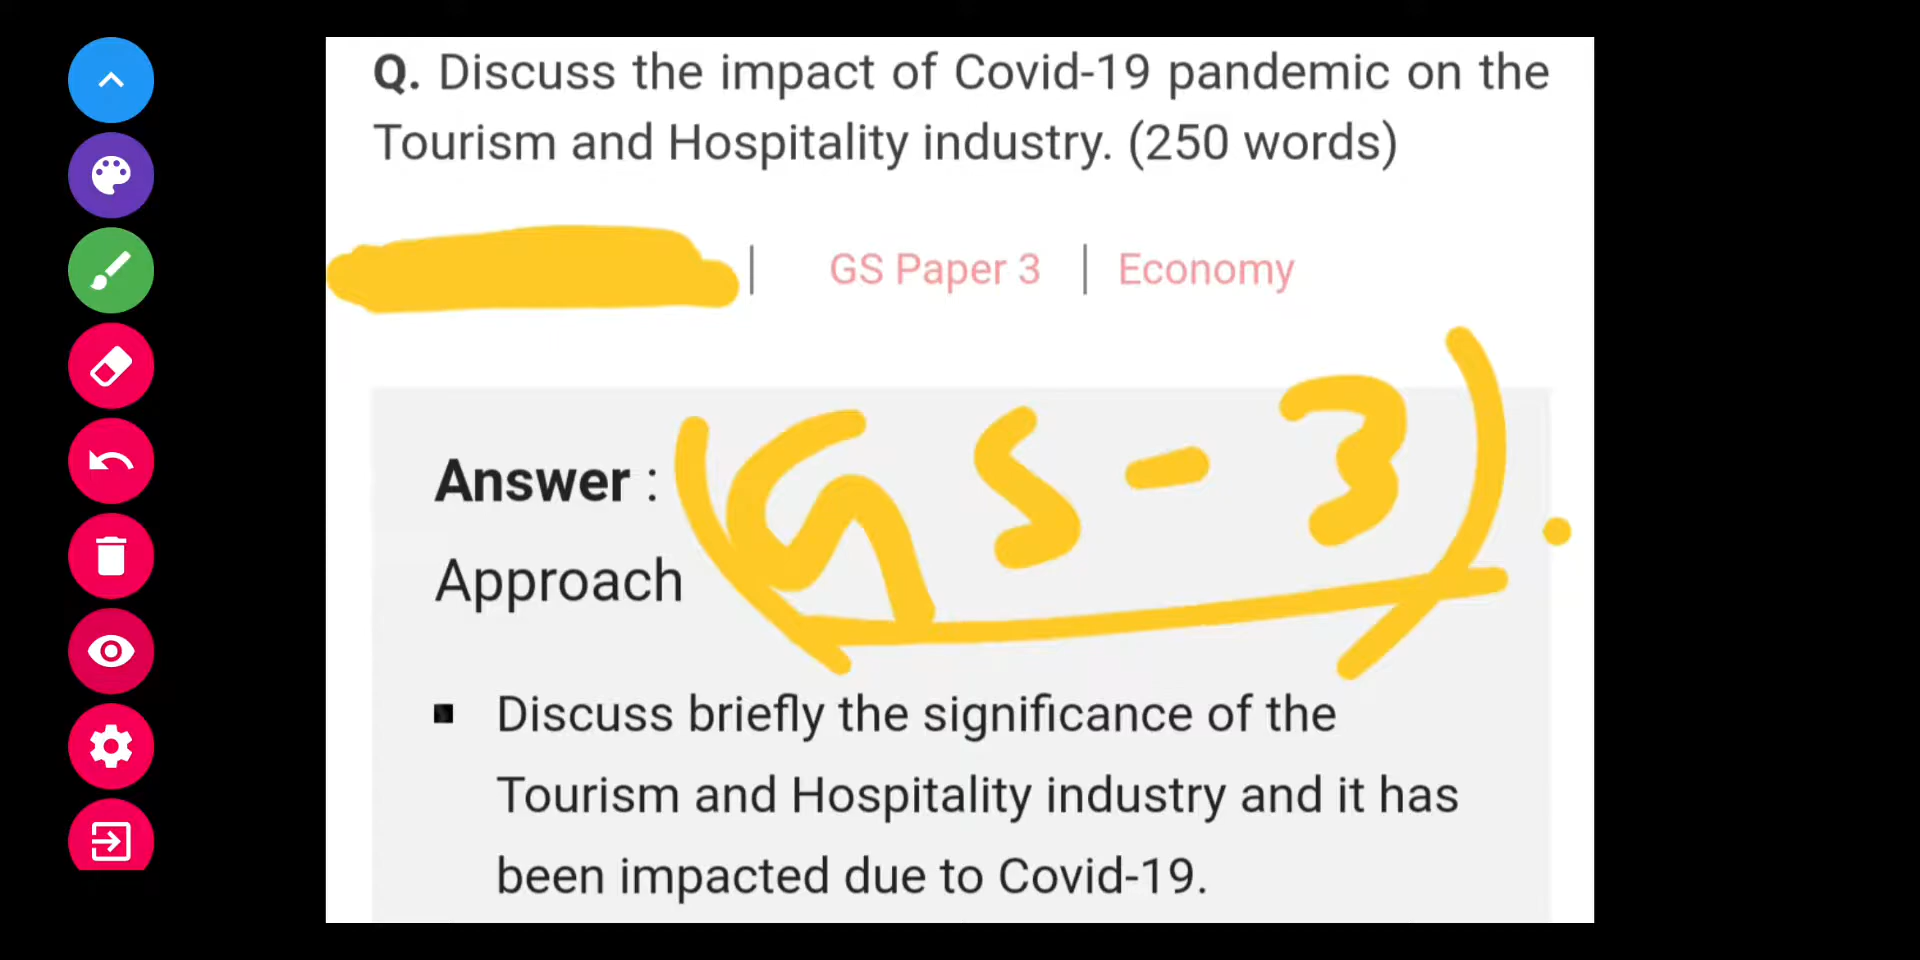 Q. Discuss the impact of Covid-19 pandemic on the
Tourism and Hospitality industry. (250 words)
| GS Paper 3 | Economy
Answer :
(GS-3).
Approach
▪ Discuss briefly the significance of the
Tourism and Hospitality industry and it has
been impacted due to Covid-19.